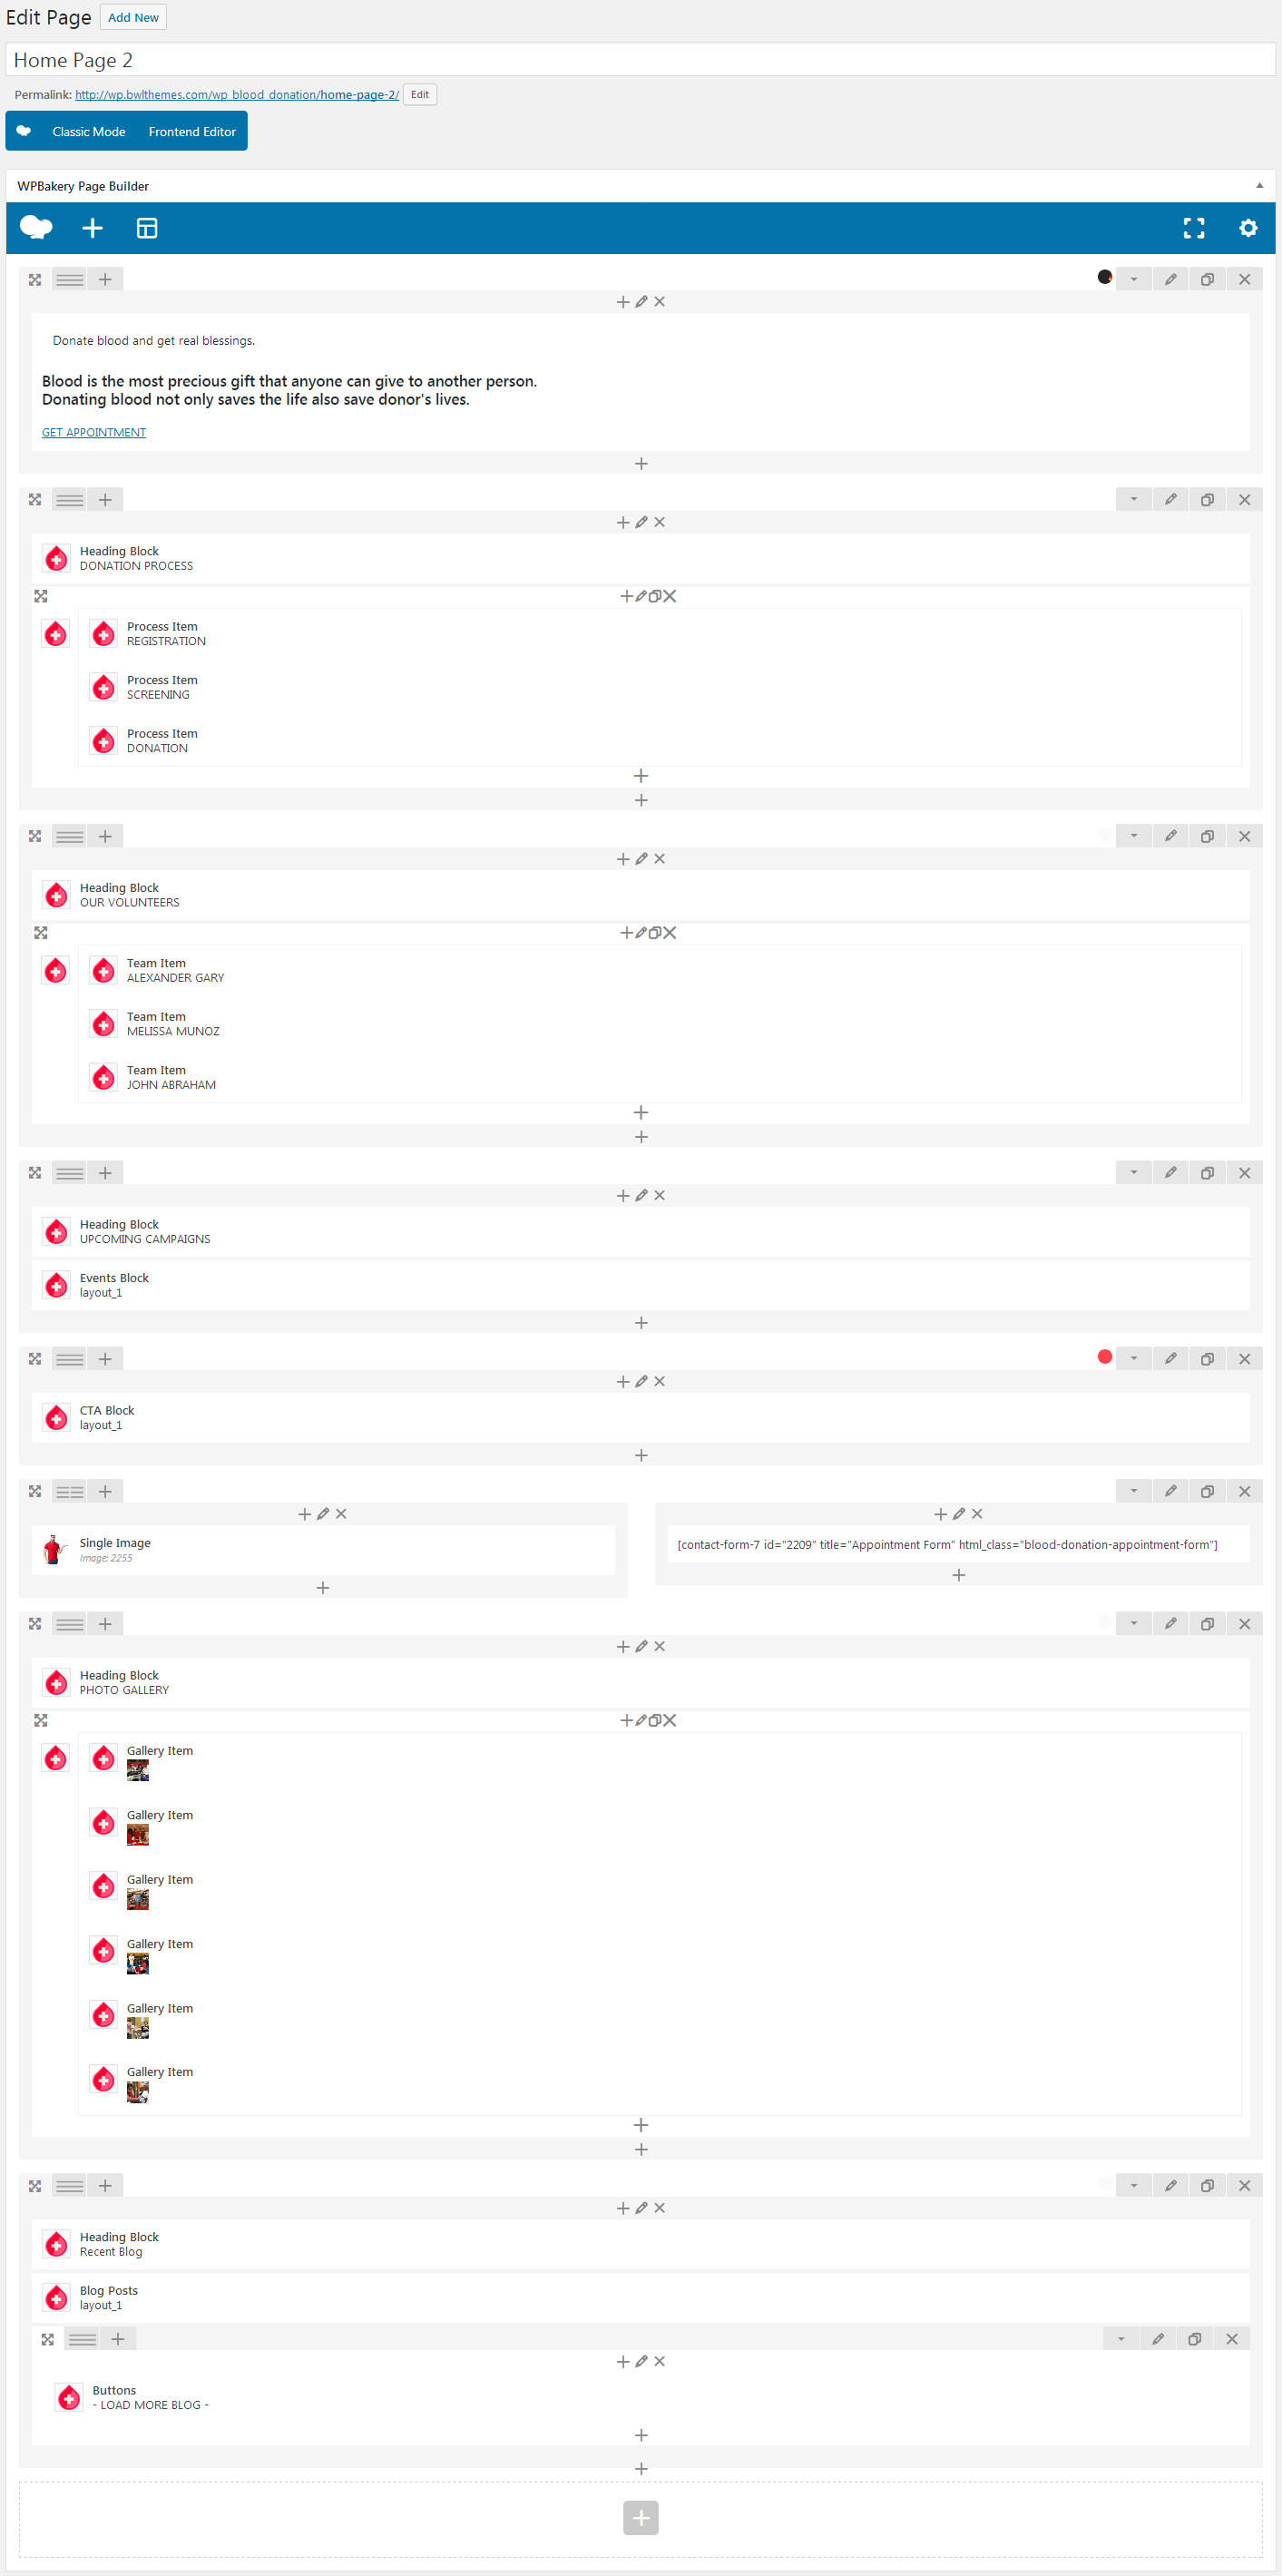 Edit Page Add New
Home Page 2
Permalink: http://wp.bwlthemes.com/wp_blood_donation/home-page-2/ Edit
Classic Mode Frontend Editor
WPBakery Page Builder
Donate blood and get real blessings.
Blood is the most precious gift that anyone can give to another person.
Donating blood not only saves the life also save donor's lives.
GET APPOINTMENT
Heading Block
DONATION PROCESS
Process Item
REGISTRATION
Process Item
SCREENING
Process Item
DONATION
Heading Block
OUR VOLUNTEERS
Team Item
ALEXANDER GARY
Team Item
MELISSA MUNOZ
Team Item
JOHN ABRAHAM
Heading Block
UPCOMING CAMPAIGNS
Events Block
layout_1
CTA Block
layout_1
Single Image
Image: 2255
[contact-form-7 id="2209" title="Appointment Form" html_class="blood-donation-appointment-form"]
Heading Block
PHOTO GALLERY
Gallery Item
Gallery Item
Gallery Item
Gallery Item
Gallery Item
Gallery Item
Heading Block
Recent Blog
Blog Posts
layout_1
Buttons
- LOAD MORE BLOG -